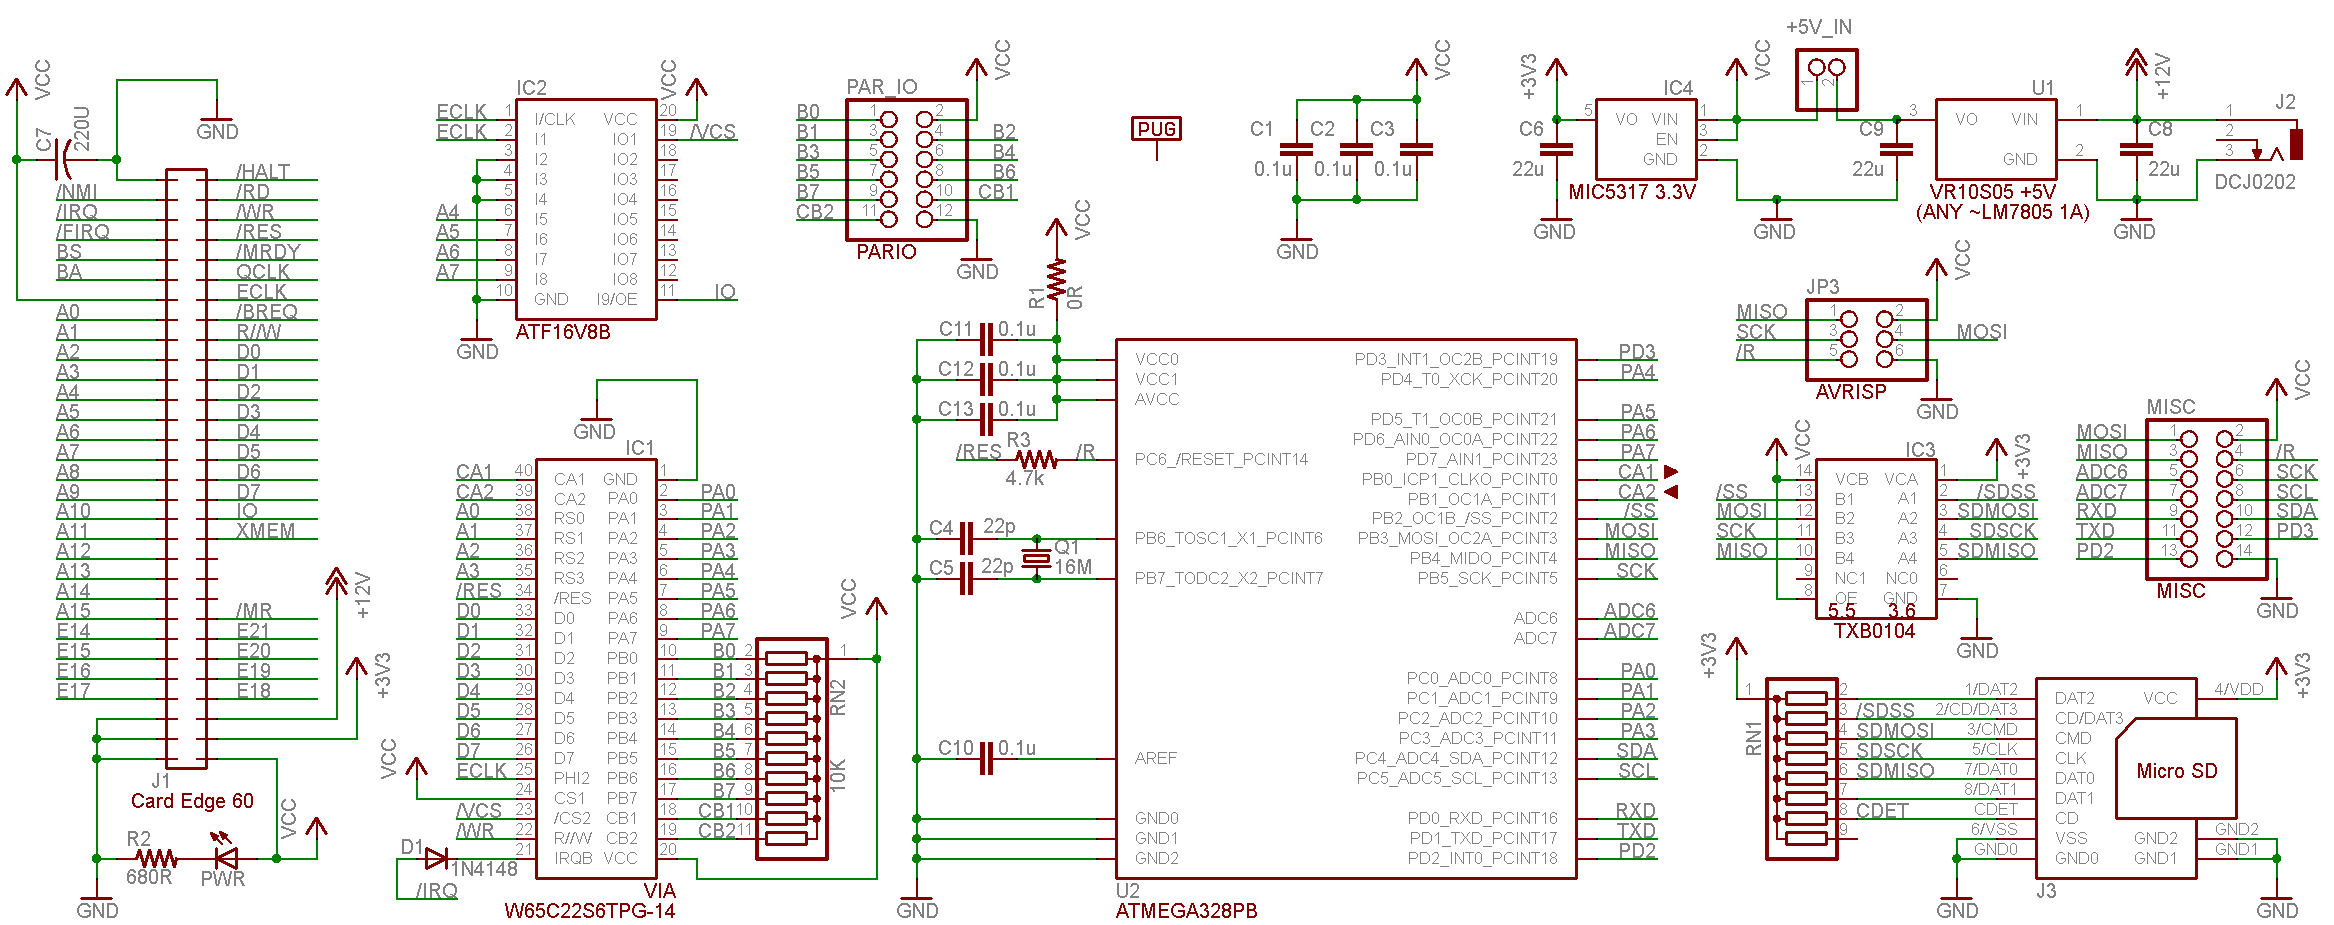 VCC
C7
220U
GND
/HALT
/NMI
/RD
/IRQ
/WR
/FIRQ
/RES
BS
/MRDY
BA
QCLK
ECLK
A0
/BREQ
A1
R//W
A2
D0
A3
D1
A4
D2
A5
D3
A6
D4
A7
D5
A8
D6
A9
D7
A10
IO
A11
XMEM
A12
A13
A14
A15
/MR
E14
E21
E15
E20
E16
E19
E17
E18
+12V
+3V3
J1
Card Edge 60
R2
680R
PWR
VCC
GND
IC2
VCC
ECLK 1 I/CLK VCC 20
ECLK 2 I1 IO1 19 /VCS
3 I2 IO2 18
4 I3 IO3 17
5 I4 IO4 16
A4 6 I5 IO5 15
A5 7 I6 IO6 14
A6 8 I7 IO7 13
A7 9 I8 IO8 12
10 GND I9/OE 11 IO
GND
ATF16V8B
GND
IC1
CA1 40 CA1 GND 1
CA2 39 CA2 PA0 2 PA0
A0 38 RS0 PA1 3 PA1
A1 37 RS1 PA2 4 PA2
A2 36 RS2 PA3 5 PA3
A3 35 RS3 PA4 6 PA4
/RES 34 /RES PA5 7 PA5
D0 33 D0 PA6 8 PA6
D1 32 D1 PA7 9 PA7
D2 31 D2 PB0 10 B0
D3 30 D3 PB1 11 B1
D4 29 D4 PB2 12 B2
D5 28 D5 PB3 13 B3
D6 27 D6 PB4 14 B4
D7 26 D7 PB5 15 B5
ECLK 25 PHI2 PB6 16 B6
24 CS1 PB7 17 B7
/VCS 23 /CS2 CB1 18 CB1
/WR 22 R//W CB2 19 CB2
21 IRQB VCC 20
VCC
D1
1N4148
/IRQ
VIA
W65C22S6TPG-14
VCC
2 1
3
4
5
6
7
8
9
10
11
RN2
10K
PAR_IO
VCC
B0 1 2
B1 3 4 B2
B3 5 6 B4
B5 7 8 B6
B7 9 10 CB1
CB2 11 12
PARIO
GND
PUG
VCC
R1
0R
C11 0.1u
C12 0.1u
C13 0.1u
/RES R3 /R
4.7k
C4 22p
C5 22p
Q1
16M
C10 0.1u
GND
VCC0 PD3_INT1_OC2B_PCINT19 PD3
VCC1 PD4_T0_XCK_PCINT20 PA4
AVCC
PD5_T1_OC0B_PCINT21 PA5
PD6_AIN0_OC0A_PCINT22 PA6
PC6_/RESET_PCINT14 PD7_AIN1_PCINT23 PA7
PB0_ICP1_CLKO_PCINT0 CA1
PB1_OC1A_PCINT1 CA2
PB2_OC1B_/SS_PCINT2 /SS
PB6_TOSC1_X1_PCINT6 PB3_MOSI_OC2A_PCINT3 MOSI
PB4_MIDO_PCINT4 MISO
PB7_TODC2_X2_PCINT7 PB5_SCK_PCINT5 SCK
ADC6 ADC6
ADC7 ADC7
PC0_ADC0_PCINT8 PA0
PC1_ADC1_PCINT9 PA1
PC2_ADC2_PCINT10 PA2
PC3_ADC3_PCINT11 PA3
AREF PC4_ADC4_SDA_PCINT12 SDA
PC5_ADC5_SCL_PCINT13 SCL
GND0 PD0_RXD_PCINT16 RXD
GND1 PD1_TXD_PCINT17 TXD
GND2 PD2_INT0_PCINT18 PD2
U2
ATMEGA328PB
VCC
C1 C2 C3
0.1u 0.1u 0.1u
GND
+3V3
C6
22u
GND
IC4
5 VO VIN 1
EN 3
GND 2
MIC5317 3.3V
VCC
+5V_IN
1 2
C9
22u
GND
U1
3 VO VIN 1
GND 2
VR10S05 +5V
(ANY ~LM7805 1A)
+12V
C8
22u
GND
J2
1
2
3
DCJ0202
JP3
VCC
MISO 1 2
SCK 3 4 MOSI
/R 5 6
AVRISP
GND
VCC
IC3
+3V3
14 VCB VCA 1
/SS 13 B1 A1 2 /SDSS
MOSI 12 B2 A2 3 SDMOSI
SCK 11 B3 A3 4 SDSCK
MISO 10 B4 A4 5 SDMISO
9 NC1 NC0 6
8 OE GND 7
5.5 3.6
TXB0104
GND
MISC
VCC
MOSI 1 2
MISO 3 4 /R
ADC6 5 6 SCK
ADC7 7 8 SCL
RXD 9 10 SDA
TXD 11 12 PD3
PD2 13 14
MISC
GND
+3V3
RN1
1 2 1/DAT2 DAT2 VCC 4/VDD
3 /SDSS 2/CD/DAT3 CD/DAT3
4 SDMOSI 3/CMD CMD
5 SDSCK 5/CLK CLK
6 SDMISO 7/DAT0 DAT0
7 8/DAT1 DAT1
8 CDET CDET CD
9 6/VSS VSS GND2 GND2
GND0 GND0 GND1 GND1
Micro SD
+3V3
GND
J3
GND